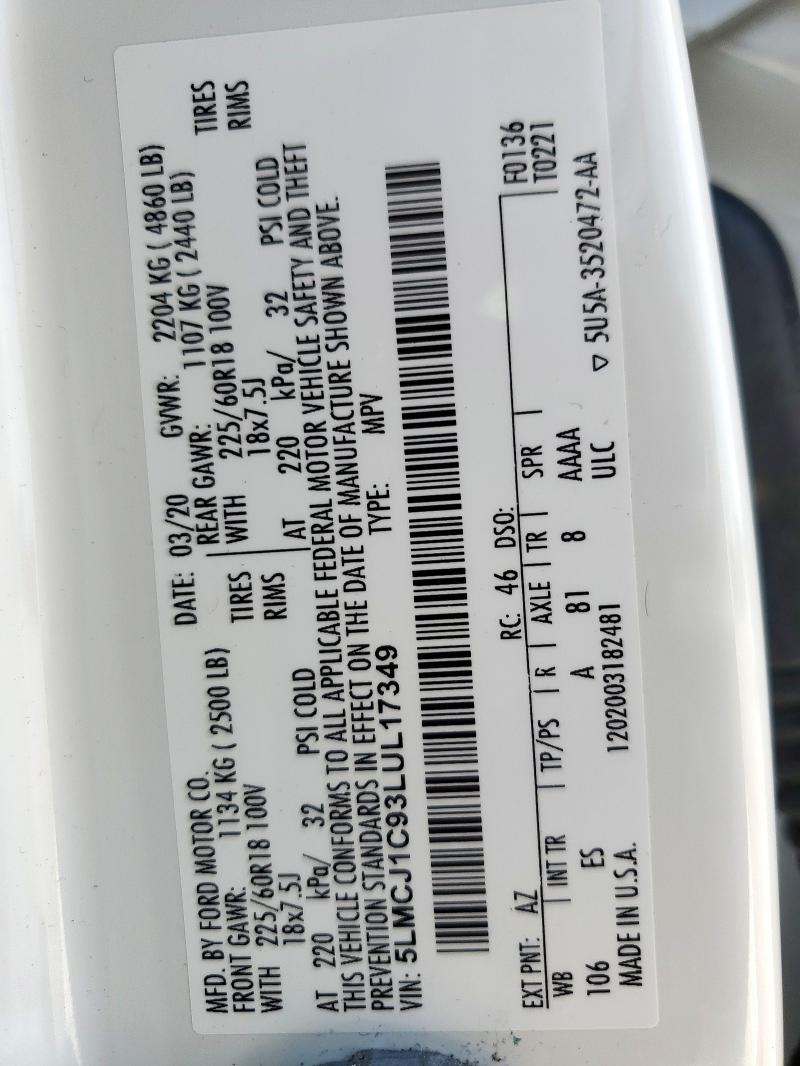 MFD. BY FORD MOTOR CO.
DATE: 03/20 GVWR: 2204 KG ( 4860 LB)
FRONT GAWR: 1134 KG ( 2500 LB) REAR GAWR: 1107 KG ( 2440 LB)
WITH 225/60R18 100V TIRES WITH 225/60R18 100V TIRES
18x7.5J RIMS 18x7.5J RIMS
AT 220 kPa/ 32 PSI COLD AT 220 kPa/ 32 PSI COLD
THIS VEHICLE CONFORMS TO ALL APPLICABLE FEDERAL MOTOR VEHICLE SAFETY AND THEFT
PREVENTION STANDARDS IN EFFECT ON THE DATE OF MANUFACTURE SHOWN ABOVE.
VIN: 5LMCJ1C93LUL17349 TYPE: MPV
F0136
T0221
EXT PNT: AZ RC: 46 DSO:
WB INT TR TP/PS R AXLE TR SPR
106 ES A 81 8 AAAA
MADE IN U.S.A. 1202003182481 ULC ▽ 5U5A-3520472-AA